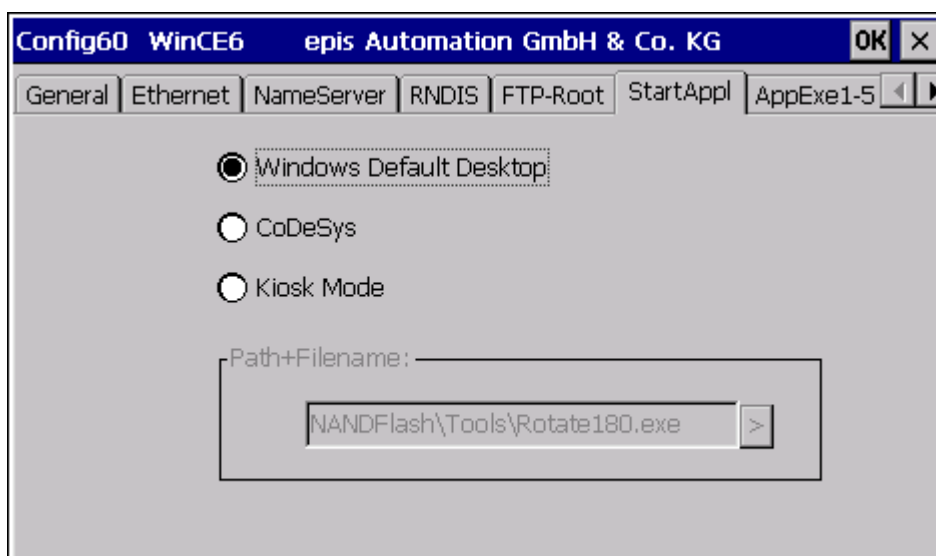 Config60 WinCE6 epis Automation GmbH & Co. KG OK ×
General Ethernet NameServer RNDIS FTP-Root StartAppl AppExe1-5
Windows Default Desktop
CoDeSys
Kiosk Mode
Path+Filename:
NANDFlash\Tools\Rotate180.exe >